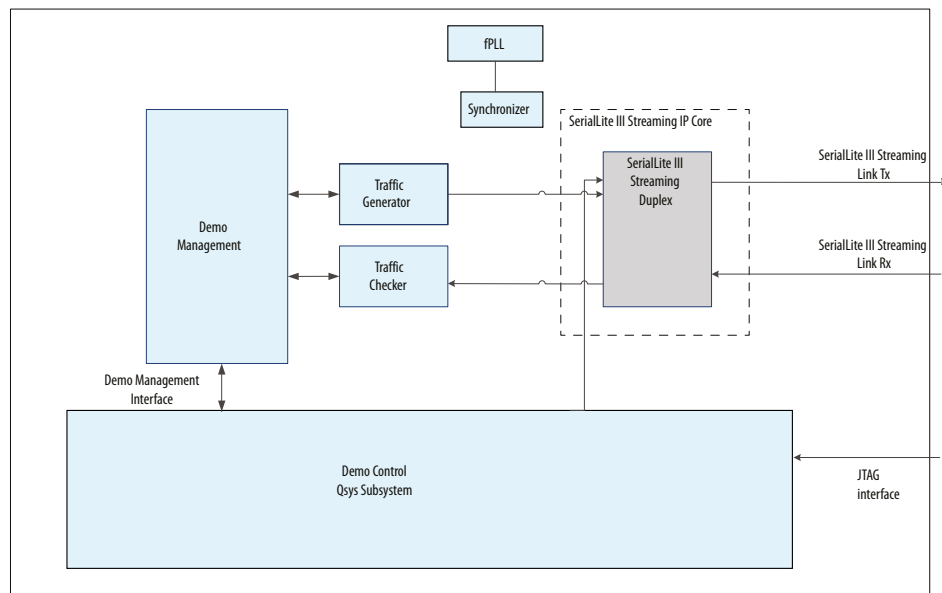 fPLL
Synchronizer
SerialLite III Streaming IP Core
SerialLite III
Streaming
Duplex
SerialLite III Streaming
Link Tx
Traffic
Generator
Demo
Management
SerialLite III Streaming
Link Rx
Traffic
Checker
Demo Management
Interface
Demo Control
Qsys Subsystem
JTAG
interface